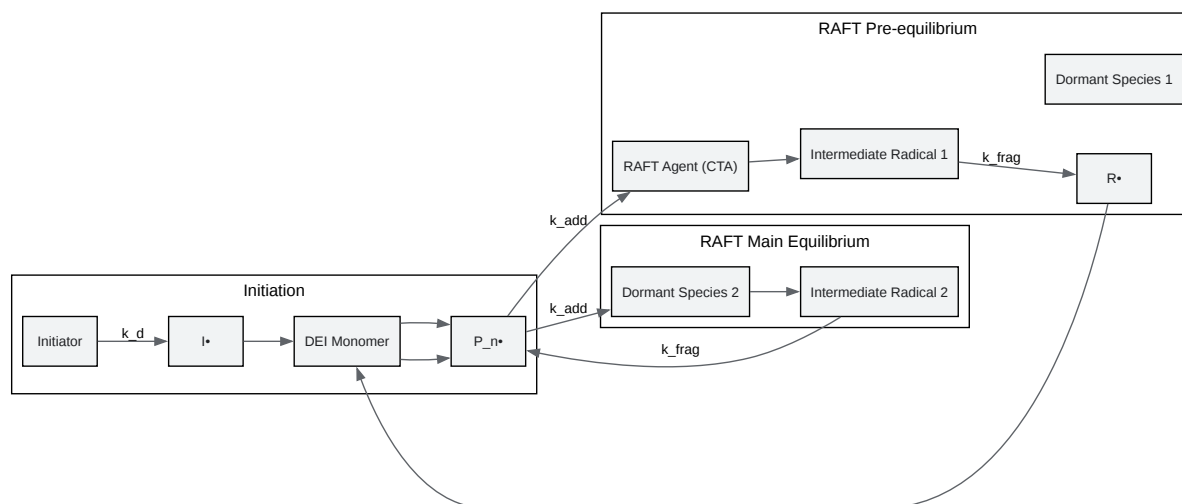 RAFT Pre-equilibrium
Dormant Species 1
RAFT Agent (CTA)
Intermediate Radical 1
k_frag
R•
k_add
RAFT Main Equilibrium
Dormant Species 2
Intermediate Radical 2
k_add
k_frag
Initiation
Initiator
k_d
I•
DEI Monomer
P_n•